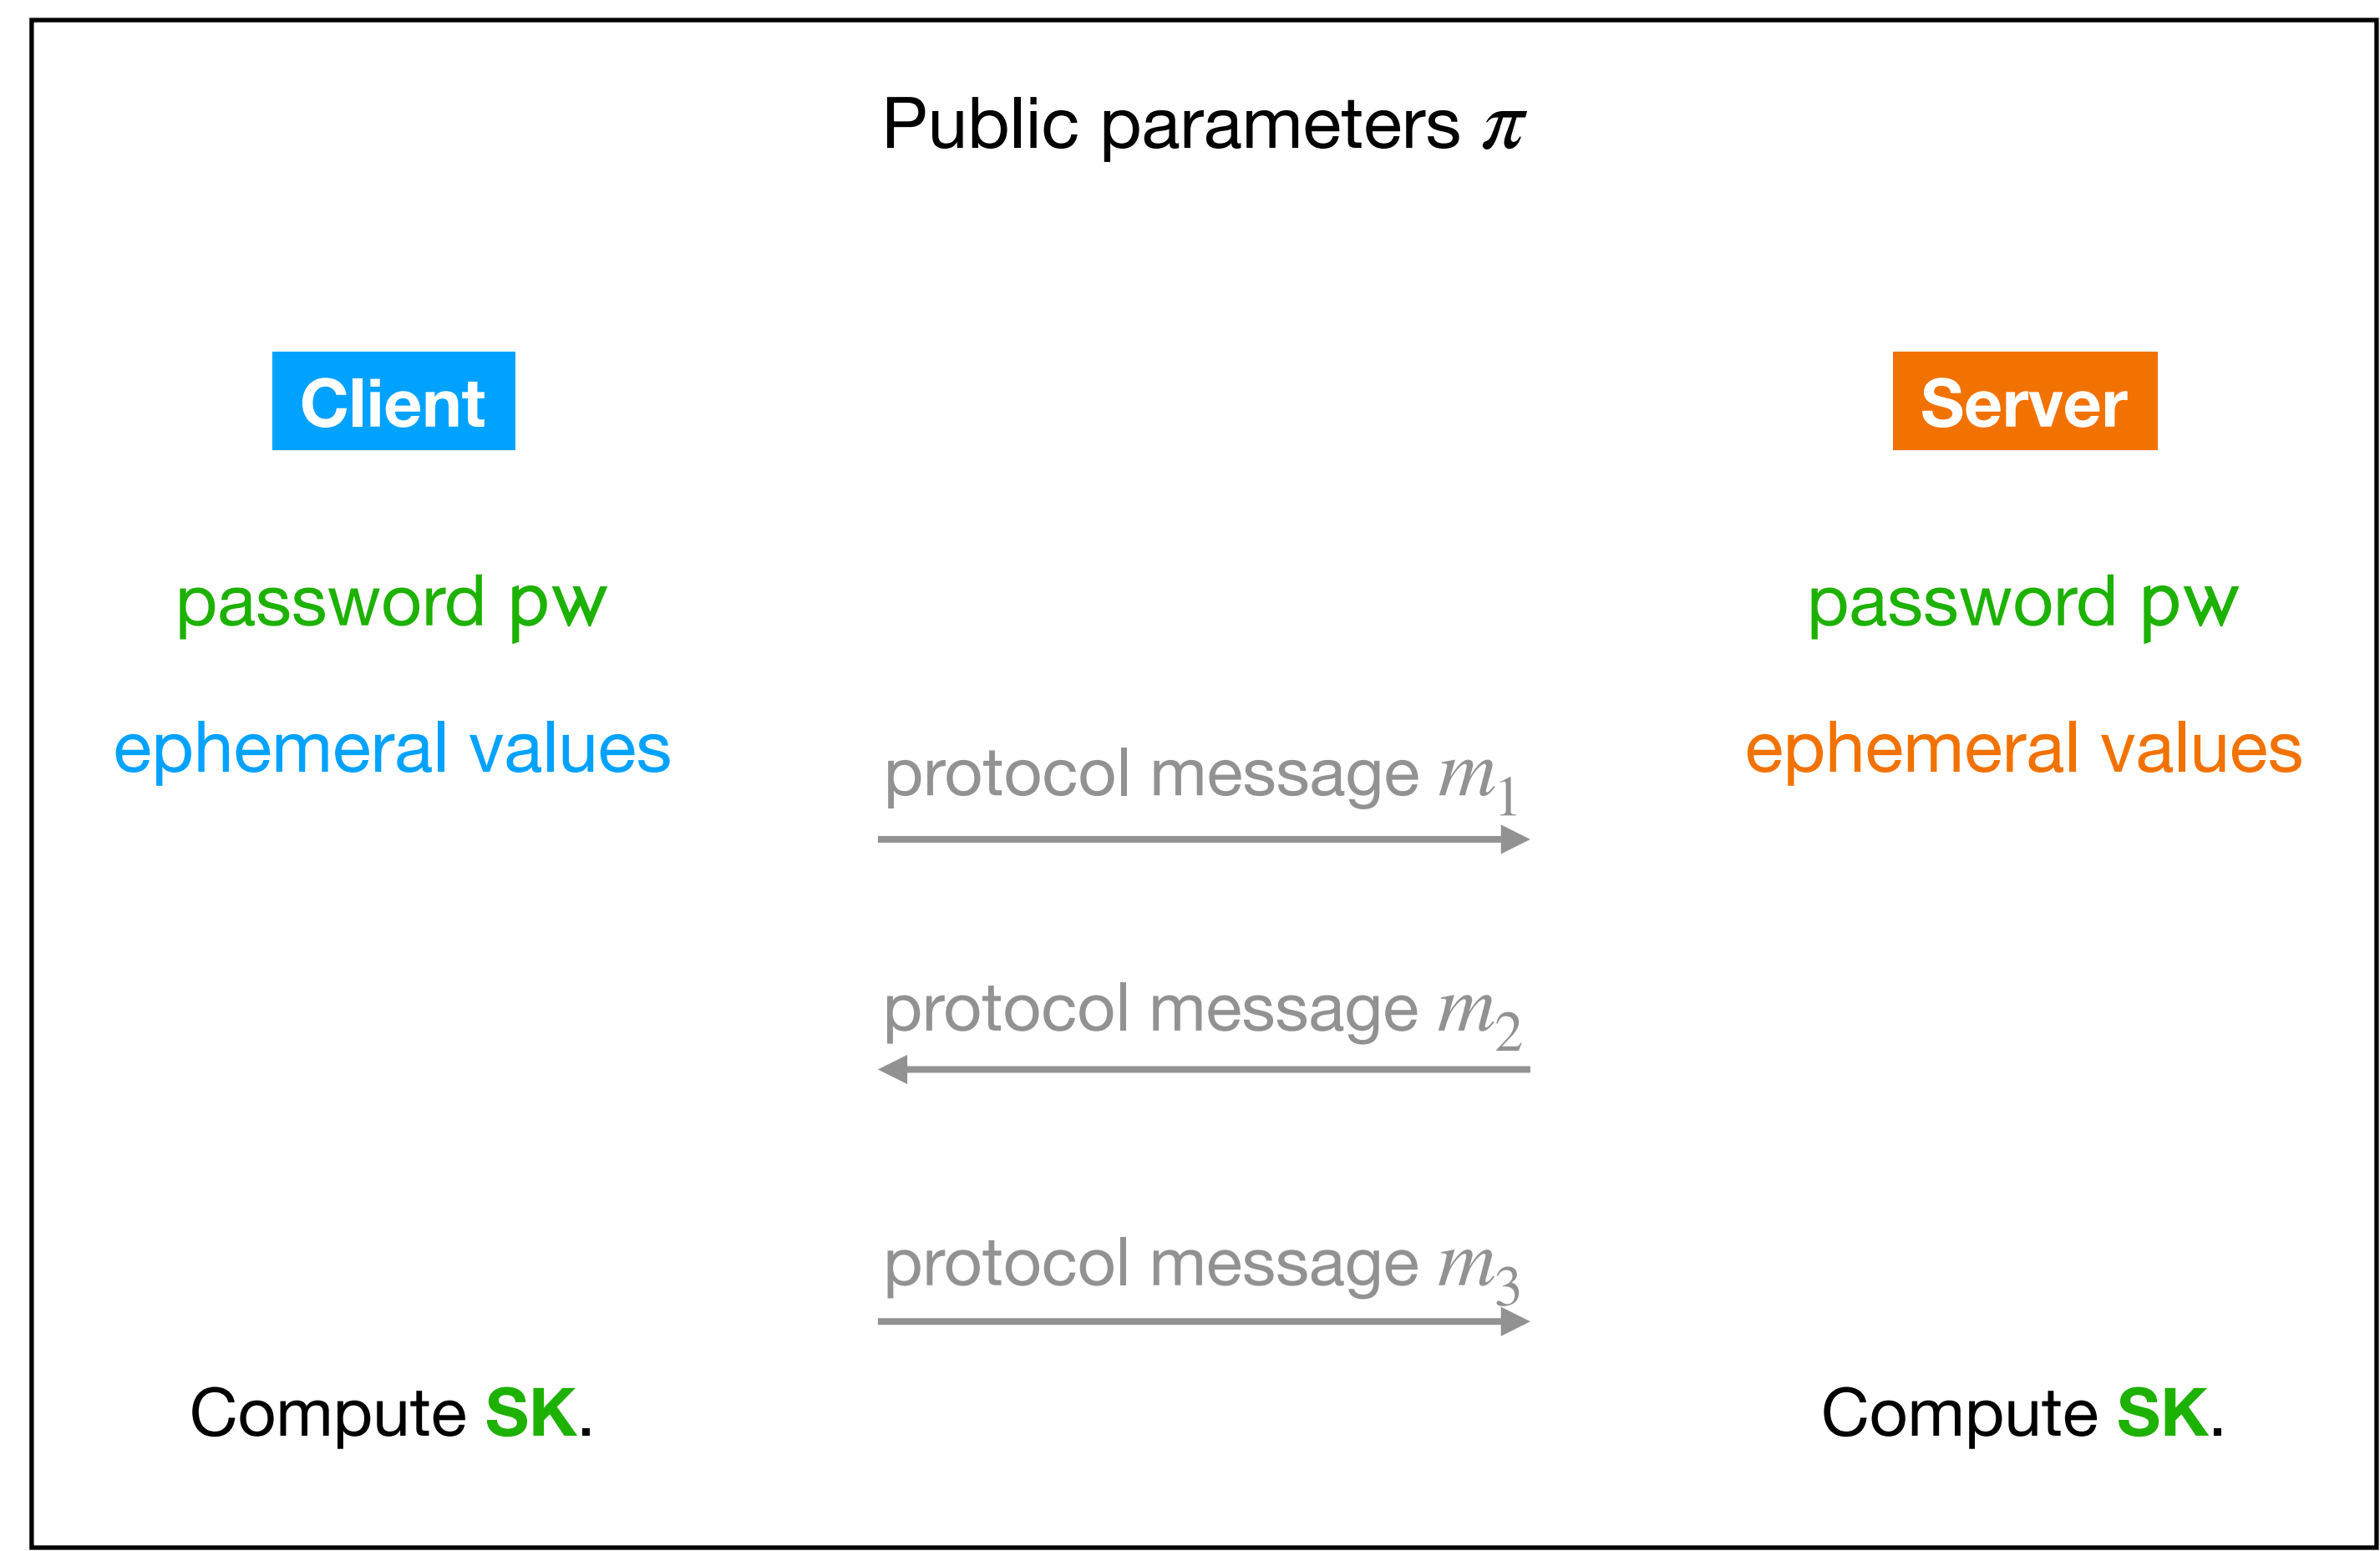 Public parameters π
Client
Server
password pw
password pw
ephemeral values
ephemeral values
protocol message m₁
protocol message m₂
protocol message m₃
Compute SK.
Compute SK.